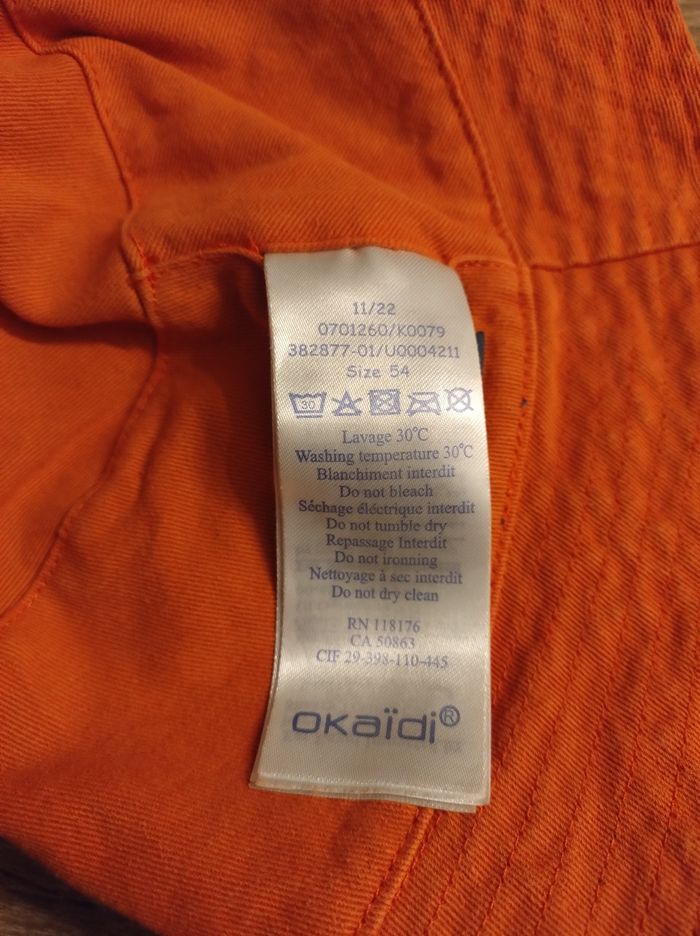 11/22
0701260/K0079
382877-01/U0004211
Size 54
30
Lavage 30°C
Washing temperature 30°C
Blanchiment interdit
Do not bleach
Séchage éléctrique interdit
Do not tumble dry
Repassage Interdit
Do not ironning
Nettoyage à sec interdit
Do not dry clean
RN 118176
CA 50863
CIF 29-398-110-445
okaïdi®